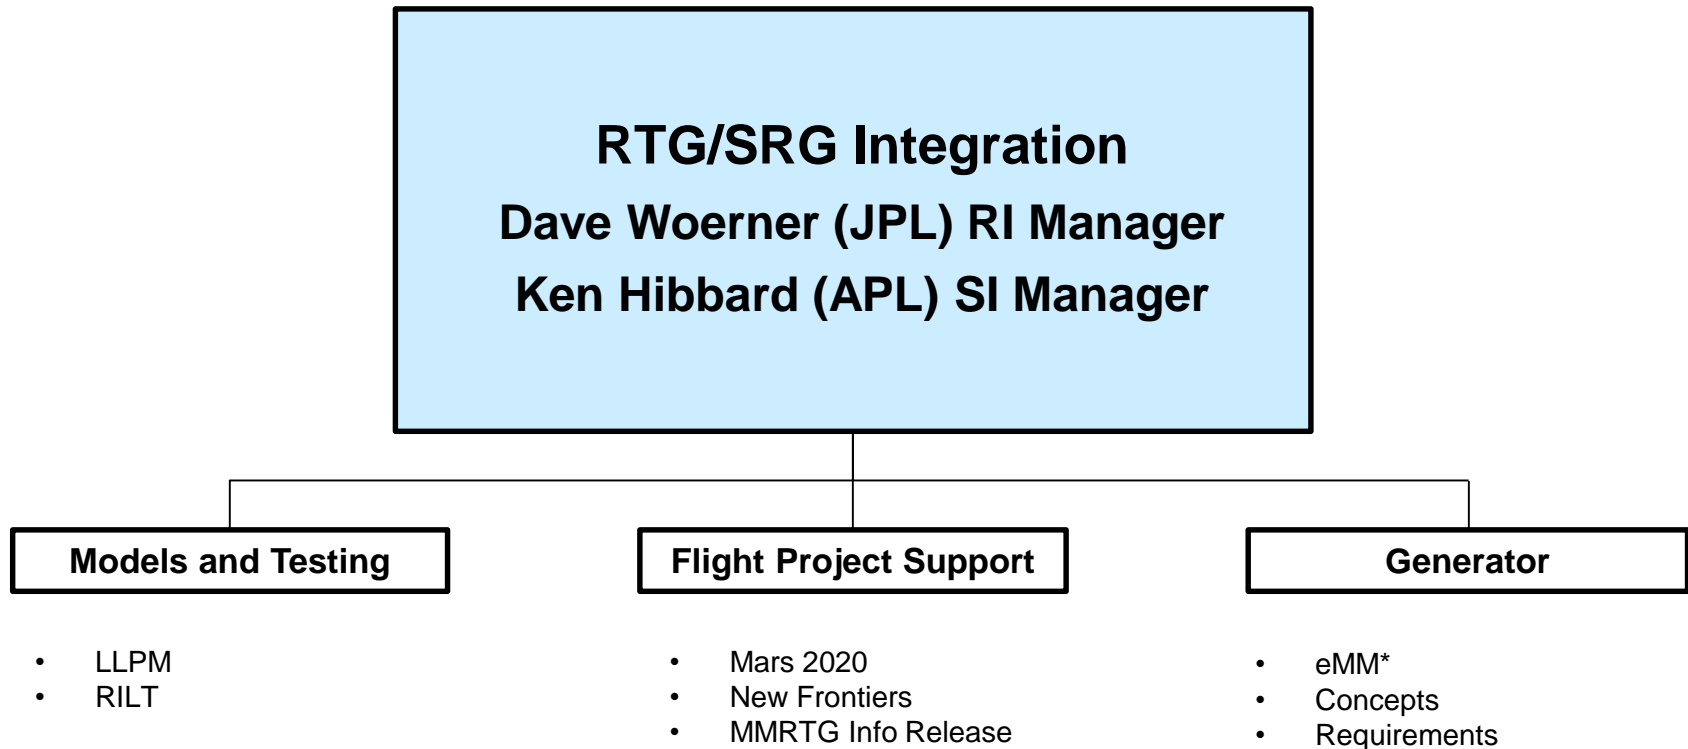 RTG/SRG Integration
Dave Woerner (JPL) RI Manager
Ken Hibbard (APL) SI Manager
Models and Testing
• LLPM
• RILT
Flight Project Support
• Mars 2020
• New Frontiers
• MMRTG Info Release
Generator
• eMM*
• Concepts
• Requirements